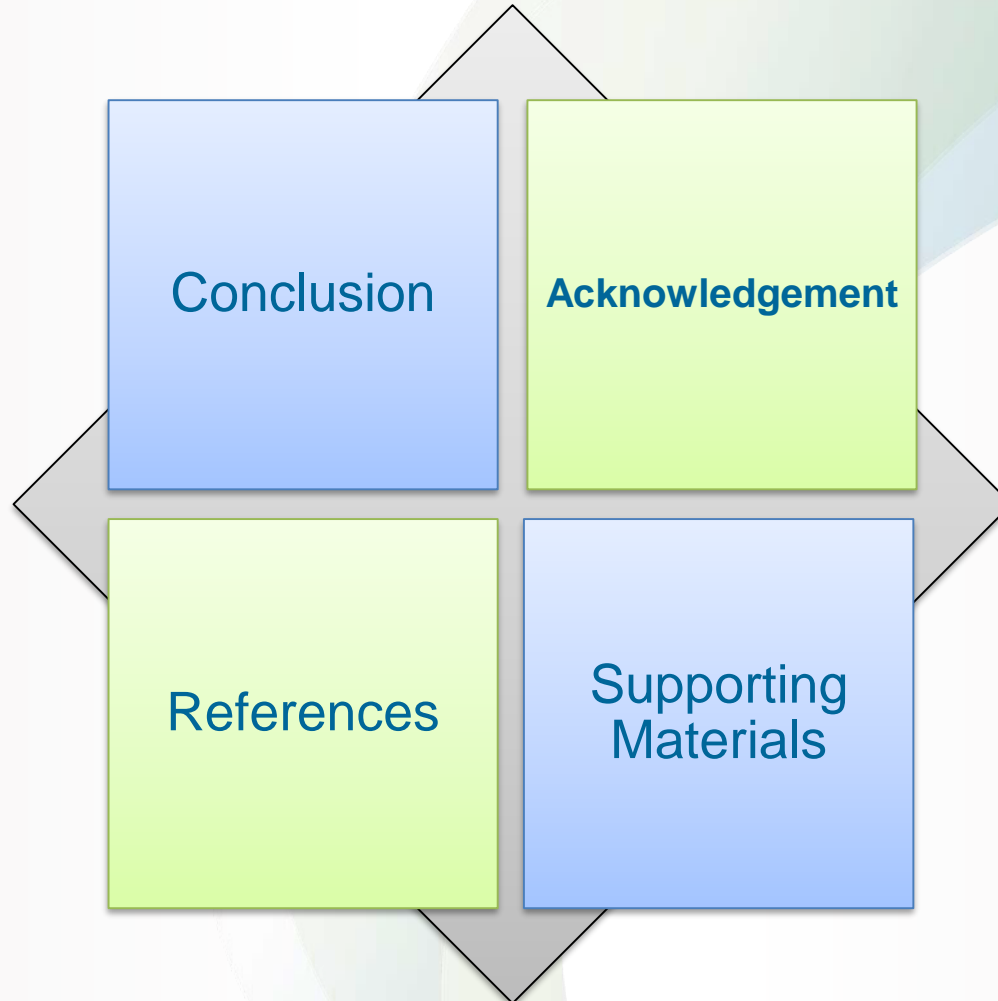 Conclusion
Acknowledgement
References
Supporting
Materials